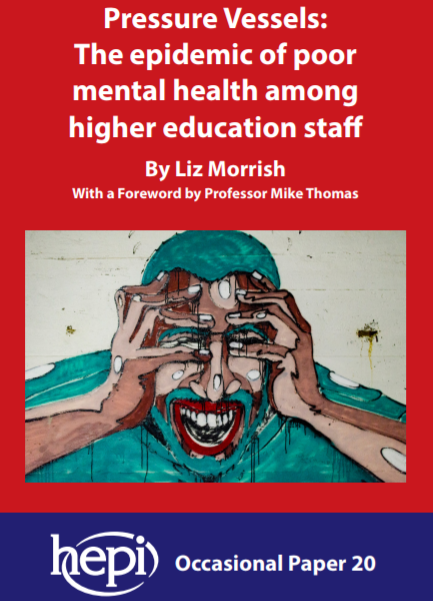 Pressure Vessels:
The epidemic of poor
mental health among
higher education staff
By Liz Morrish
With a Foreword by Professor Mike Thomas
hepi
Occasional Paper 20